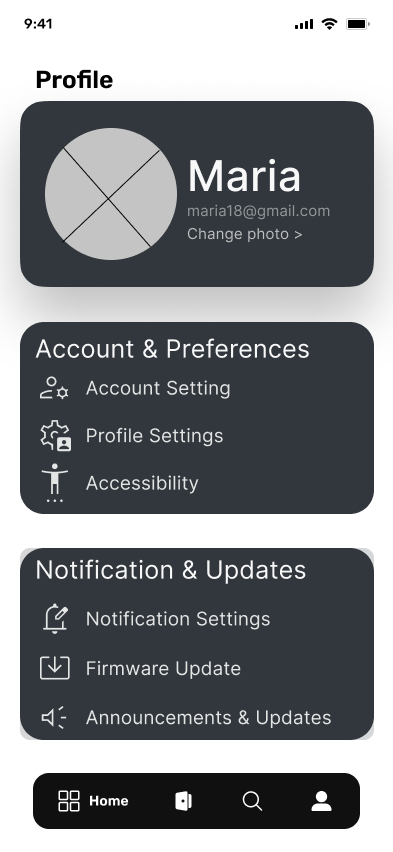 9:41
Profile
Maria
maria18@gmail.com
Change photo >
Account & Preferences
Account Setting
Profile Settings
Accessibility
Notification & Updates
Notification Settings
Firmware Update
Announcements & Updates
Home